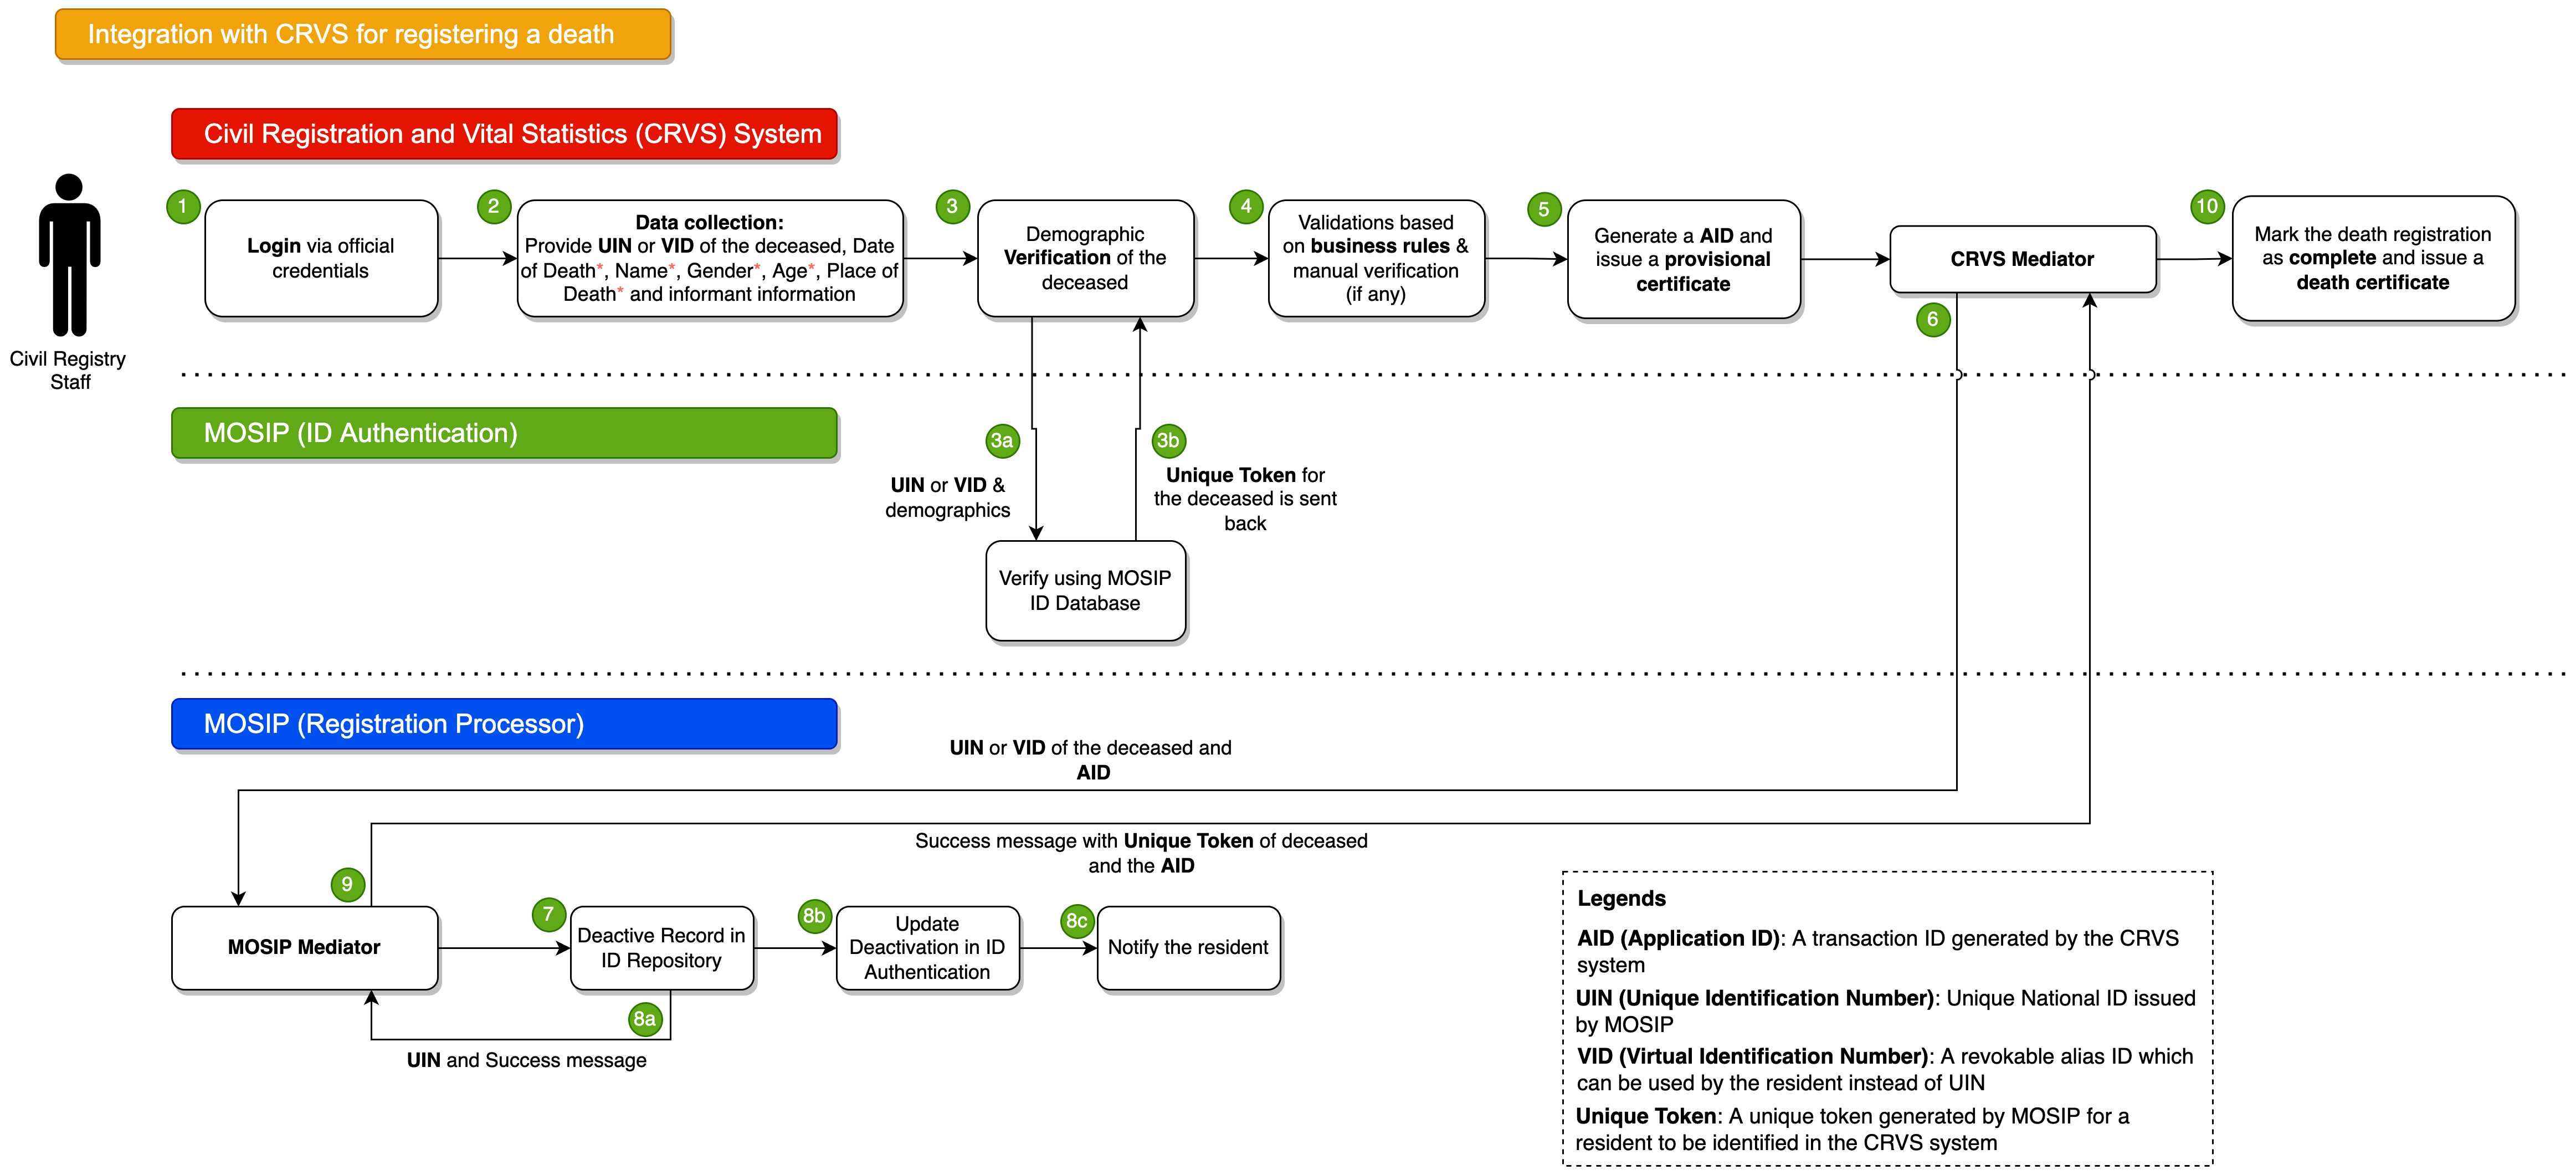 Integration with CRVS for registering a death
Civil Registration and Vital Statistics (CRVS) System
Civil Registry
Staff
1
Login via official
credentials
2
Data collection:
Provide UIN or VID of the deceased, Date
of Death*, Name*, Gender*, Age*, Place of
Death* and informant information
3
Demographic
Verification of the
deceased
4
Validations based
on business rules &
manual verification
(if any)
5
Generate a AID and
issue a provisional
certificate
CRVS Mediator
6
10
Mark the death registration
as complete and issue a
death certificate
MOSIP (ID Authentication)
3a
UIN or VID &
demographics
3b
Unique Token for
the deceased is sent
back
Verify using MOSIP
ID Database
MOSIP (Registration Processor)
UIN or VID of the deceased and
AID
Success message with Unique Token of deceased
and the AID
9
MOSIP Mediator
7
Deactive Record in
ID Repository
8b
Update
Deactivation in ID
Authentication
8c
Notify the resident
8a
UIN and Success message
Legends
AID (Application ID): A transaction ID generated by the CRVS
system
UIN (Unique Identification Number): Unique National ID issued
by MOSIP
VID (Virtual Identification Number): A revokable alias ID which
can be used by the resident instead of UIN
Unique Token: A unique token generated by MOSIP for a
resident to be identified in the CRVS system